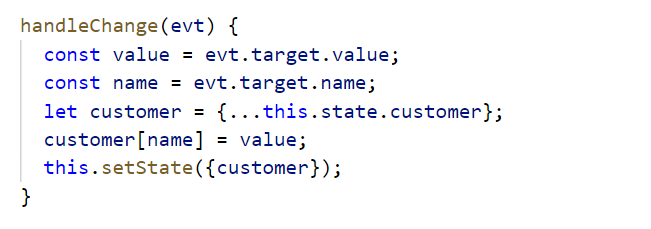 handleChange(evt) {
  const value = evt.target.value;
  const name = evt.target.name;
  let customer = {...this.state.customer};
  customer[name] = value;
  this.setState({customer});
}